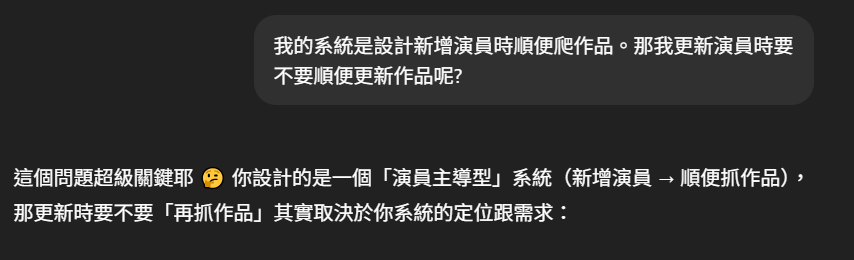 我的系統是設計新增演員時順便爬作品。那我更新演員時要
不要順便更新作品呢?
這個問題超級關鍵耶 🤔 你設計的是一個「演員主導型」系統（新增演員 → 順便抓作品），
那更新時要不要「再抓作品」其實取決於你系統的定位跟需求：